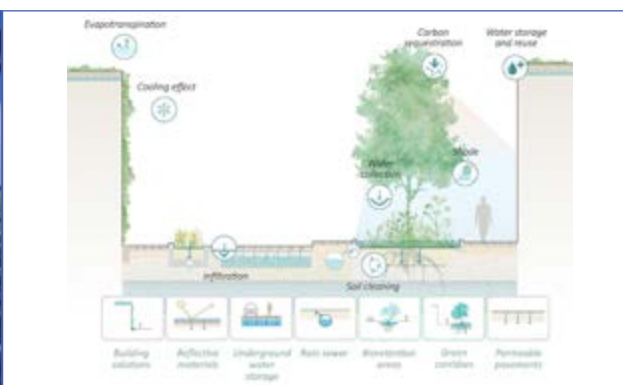 Evapotranspiration
Carbon
sequestration
Water storage
and reuse
Cooling effect
Water
collection
Shade
Infiltration
Soil cleaning
Building
solutions
Reflective
materials
Underground
water
storage
Rain sewer
Bioretention
areas
Green
corridors
Permeable
pavements